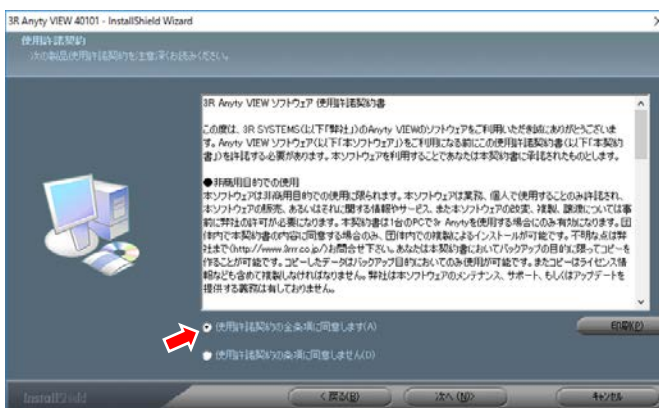 3R Anyty VIEW 40101 - InstallShield Wizard
使用許諾契約
次の製品使用許諾契約を注意深くお読みください。
3R Anyty VIEW ソフトウェア 使用許諾契約書
この度は、3R SYSTEMS(以下「弊社」)のAnyty VIEWのソフトウェアをご利用いただき誠にありがとうございま
す。Anyty VIEW ソフトウェア(以下「本ソフトウェア」)をご利用になる前にこの使用許諾契約書(以下「本契約
書」)を許諾する必要があります。本ソフトウェアを利用することであなたは本契約書に承諾されたものとします。
●非商用目的での使用
本ソフトウェアは非商用目的での使用に限られます。本ソフトウェアは業務、個人で使用することのみ許諾され、
本ソフトウェアの販売、あるいはそれに関する情報やサービス、また本ソフトウェアの改変、複製、譲渡については事
前に弊社の許可が必要になります。本契約書は1台のPCで3r Anytyを使用する場合にのみ有効になります。団
体内で本契約書の内容に同意する場合のみ、団体内での複製によるインストールが可能です。不明な点は弊
社まで(http://www.3rrr.co.jp/)お問合せ下さい。あなたは本契約書においてバックアップの目的に限ってコピーを
作ることが可能です。コピーしたデータはバックアップ目的においてのみ使用が可能です。またコピーはライセンス情
報なども含めて複製しなければなりません。弊社は本ソフトウェアのメンテナンス、サポート、もしくはアップデートを
提供する義務は有しておりません。
使用許諾契約の全条項に同意します(A)
印刷(P)
使用許諾契約の条項に同意しません(D)
InstallShield
< 戻る(B)
次へ(N)>
キャンセル